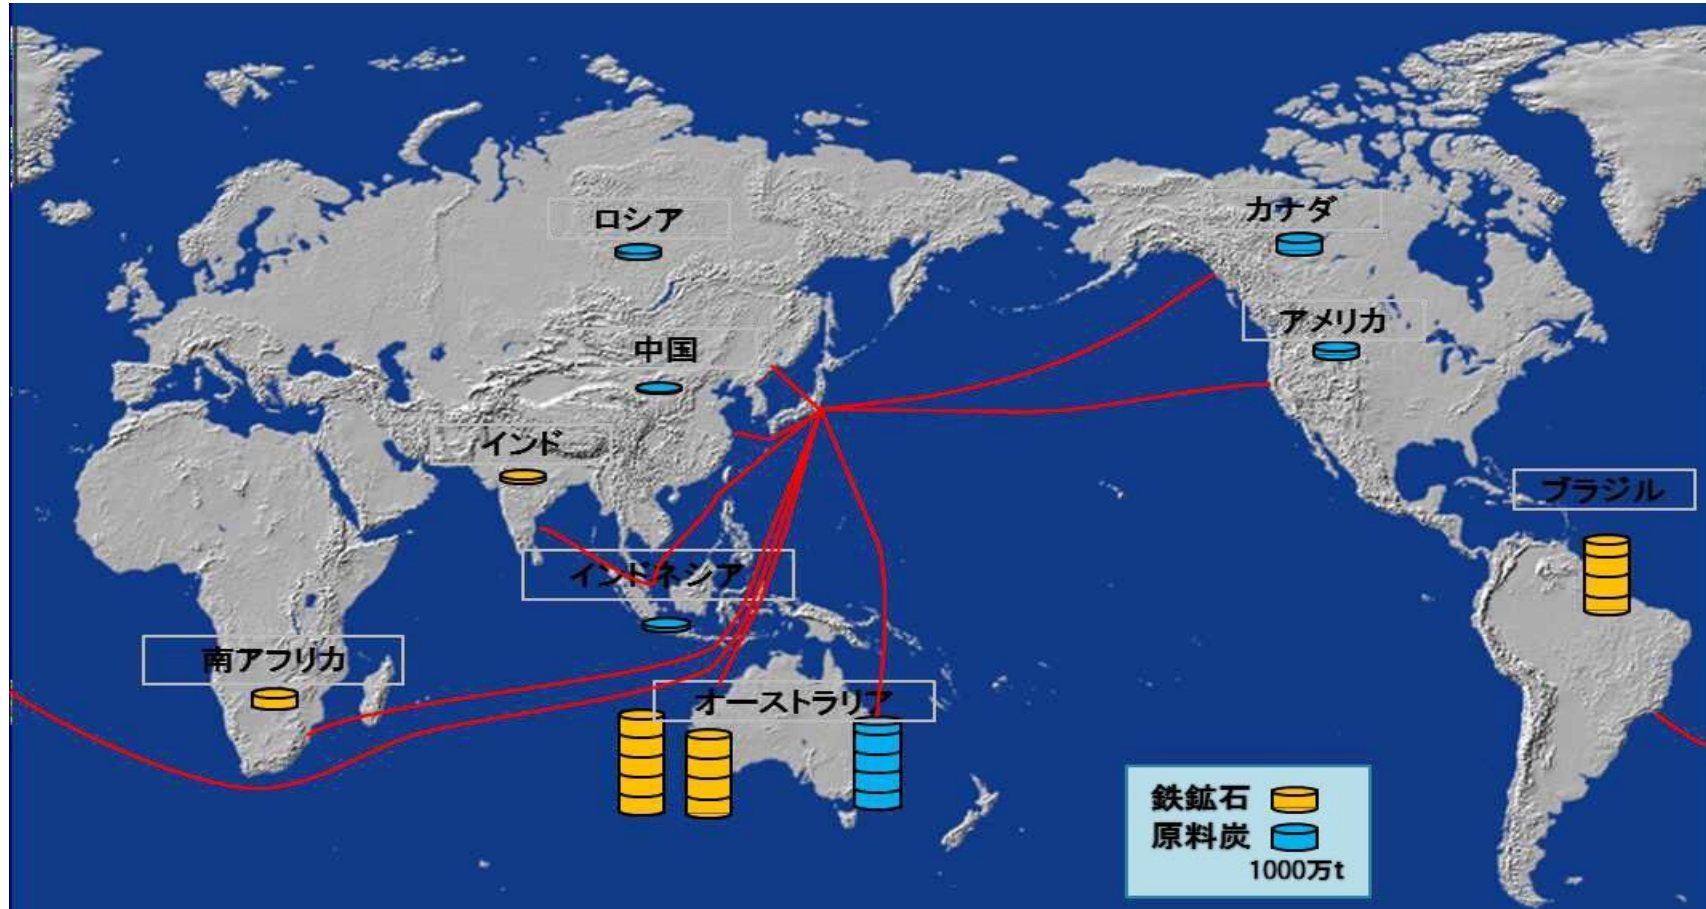 ロシア
カナダ
アメリカ
中国
インド
ブラジル
インドネシア
南アフリカ
オーストラリア
鉄鉱石
原料炭
1000万t